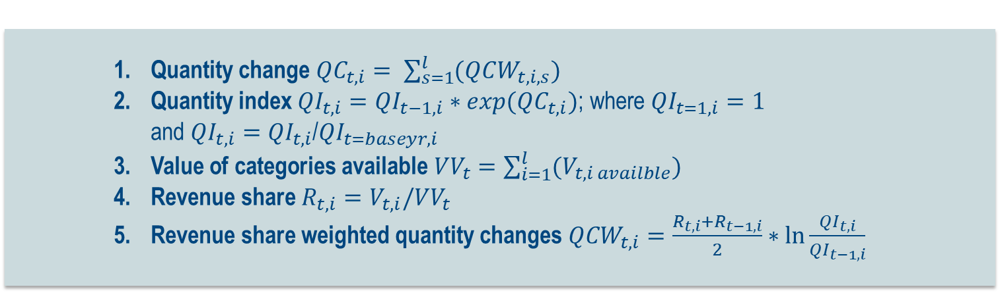 1. Quantity change QC_{t,i} = ∑_{s=1}^{l}(QCW_{t,i,s})
2. Quantity index QI_{t,i} = QI_{t−1,i} * exp(QC_{t,i}); where QI_{t=1,i} = 1
and QI_{t,i} = QI_{t,i}/QI_{t=baseyr,i}
3. Value of categories available VV_t = ∑_{i=1}^{l}(V_{t,i availble})
4. Revenue share R_{t,i} = V_{t,i}/VV_t
5. Revenue share weighted quantity changes QCW_{t,i} = \frac{R_{t,i}+R_{t−1,i}}{2} * ln \frac{QI_{t,i}}{QI_{t−1,i}}